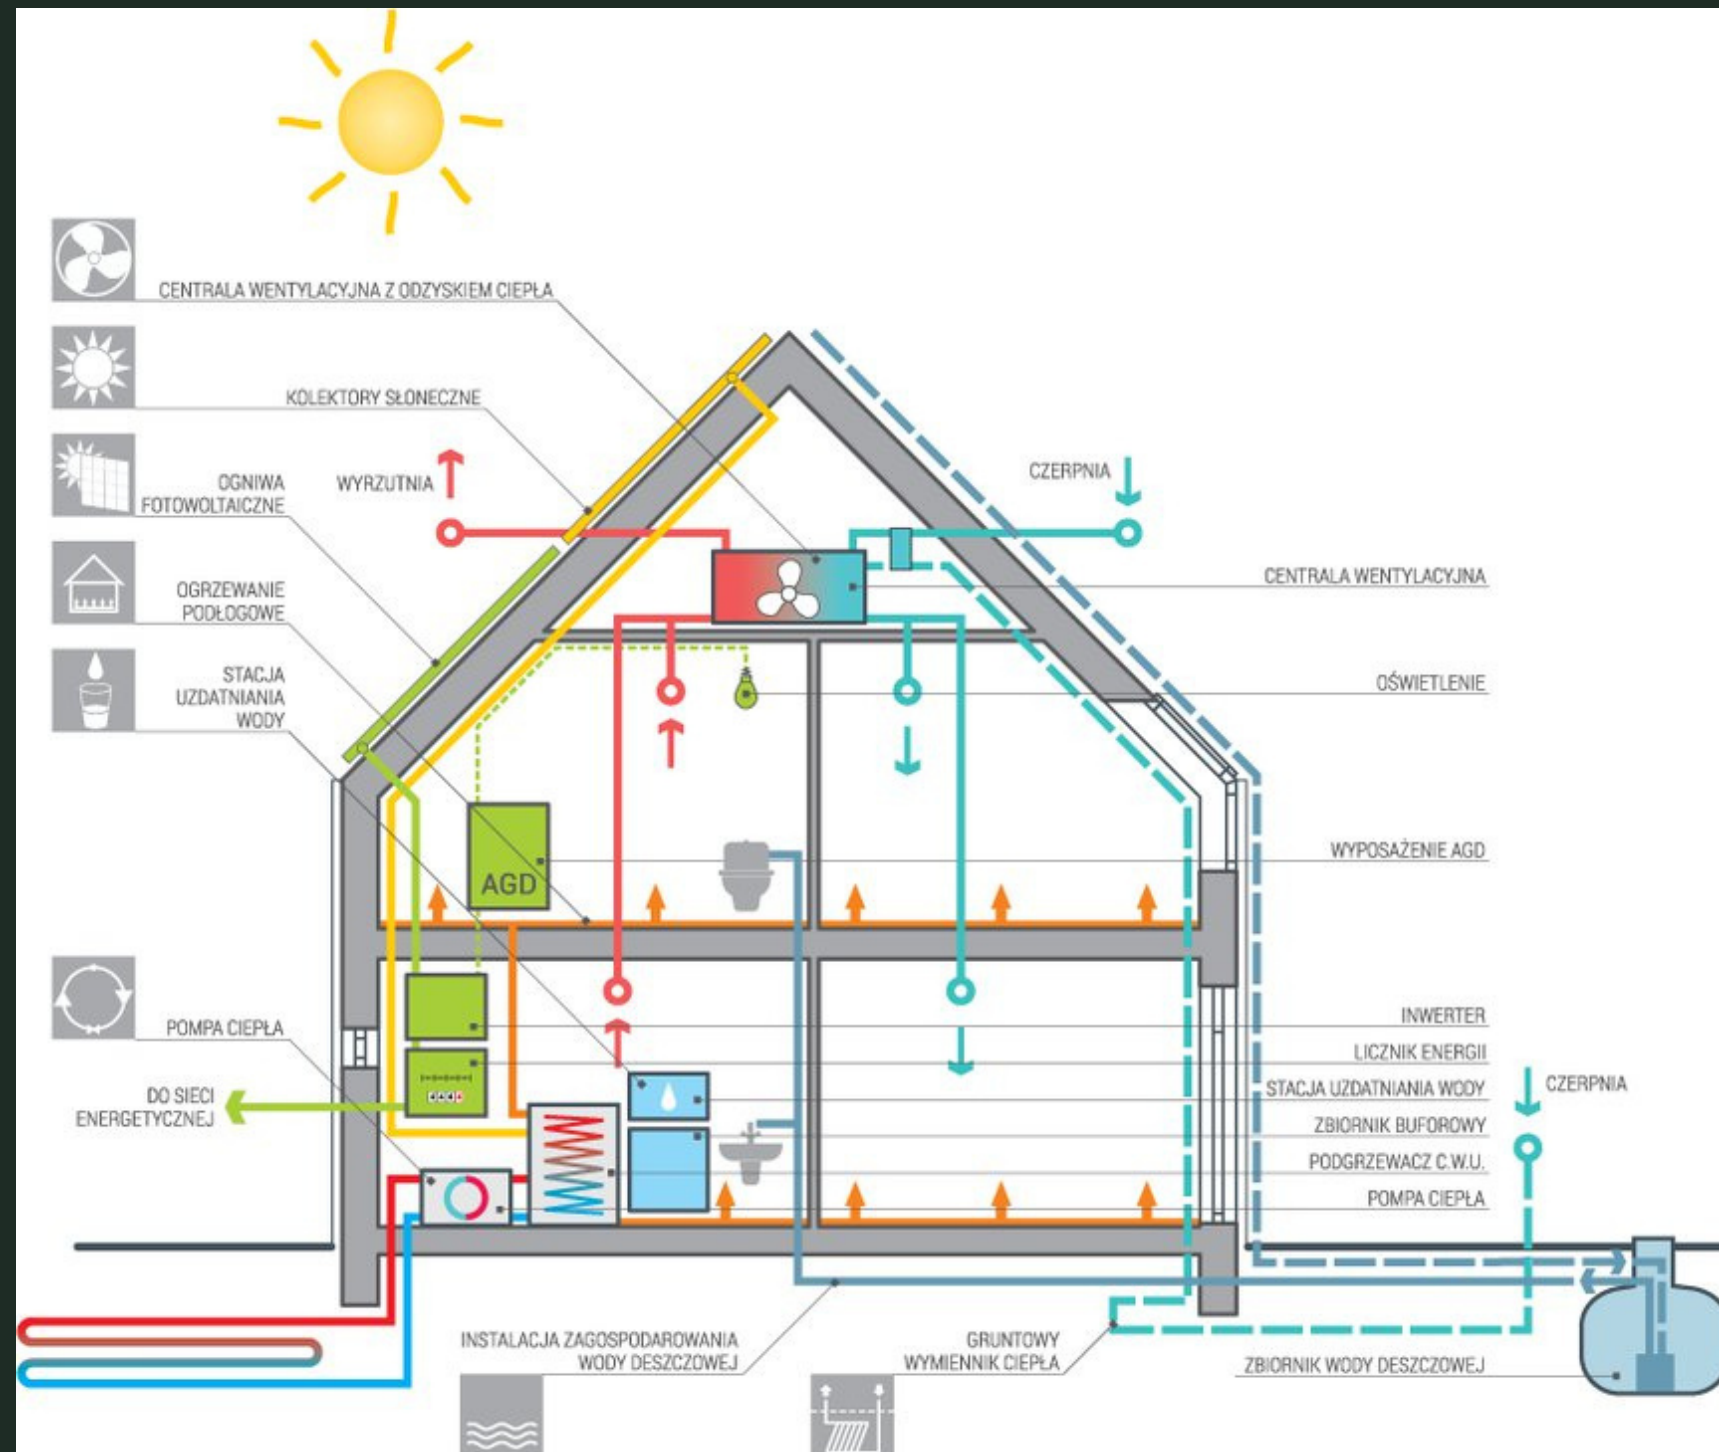 CENTRALA WENTYLACYJNA Z ODZYSKIEM CIEPŁA
KOLEKTORY SŁONECZNE
OGNIWA
FOTOWOLTAICZNE
WYRZUTNIA
CZERPNIA
OGRZEWANIE
PODŁOGOWE
CENTRALA WENTYLACYJNA
STACJA
UZDATNIANIA
WODY
OŚWIETLENIE
WYPOSAŻENIE AGD
AGD
POMPA CIEPŁA
DO SIECI
ENERGETYCZNEJ
INWERTER
LICZNIK ENERGII
STACJA UZDATNIANIA WODY
ZBIORNIK BUFOROWY
PODGRZEWACZ C.W.U.
POMPA CIEPŁA
CZERPNIA
INSTALACJA ZAGOSPODAROWANIA
WODY DESZCZOWEJ
GRUNTOWY
WYMIENNIK CIEPŁA
ZBIORNIK WODY DESZCZOWEJ